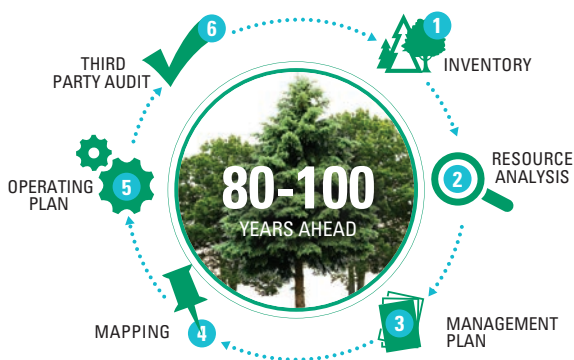 1
INVENTORY
2
RESOURCE
ANALYSIS
3
MANAGEMENT
PLAN
4
MAPPING
5
OPERATING
PLAN
6
THIRD
PARTY AUDIT
80-100
YEARS AHEAD